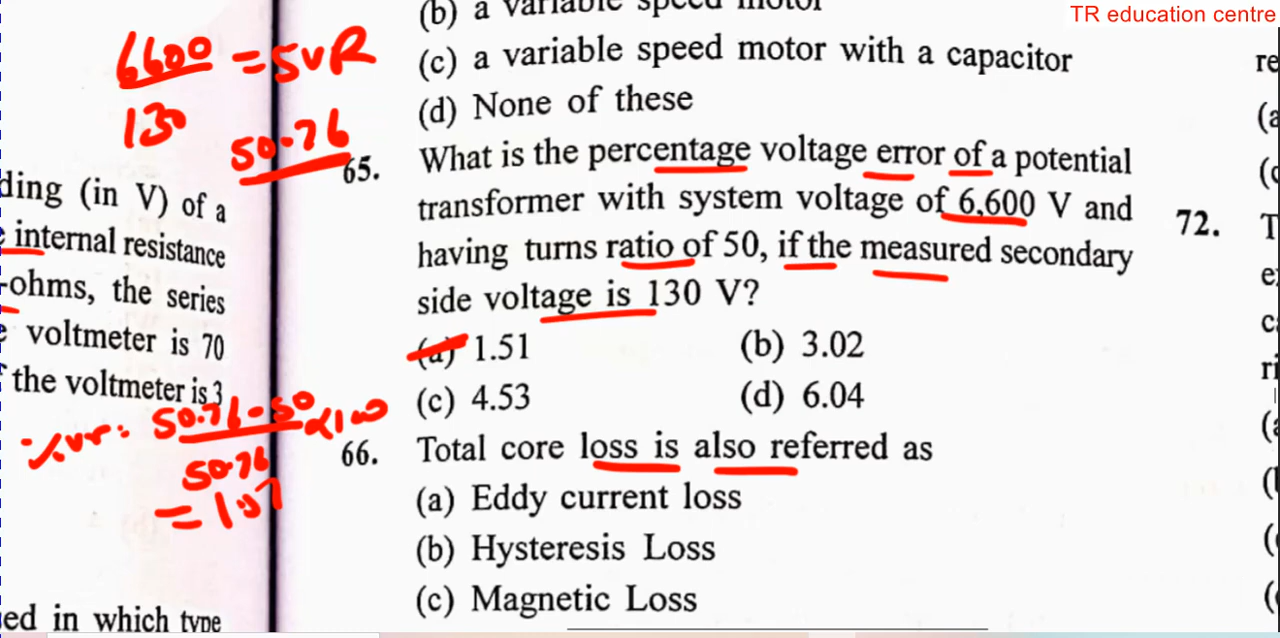 TR education centre
(b) a variable speed motor
(c) a variable speed motor with a capacitor
(d) None of these
65. What is the percentage voltage error of a potential
transformer with system voltage of 6,600 V and
having turns ratio of 50, if the measured secondary
side voltage is 130 V?
(a) 1.51 (b) 3.02
(c) 4.53 (d) 6.04
66. Total core loss is also referred as
(a) Eddy current loss
(b) Hysteresis Loss
(c) Magnetic Loss
6600
130
50.76
ding (in V) of a
internal resistance
-ohms, the series
voltmeter is 70
the voltmeter is 3
50.76-50
50.76
ed in which type
72.